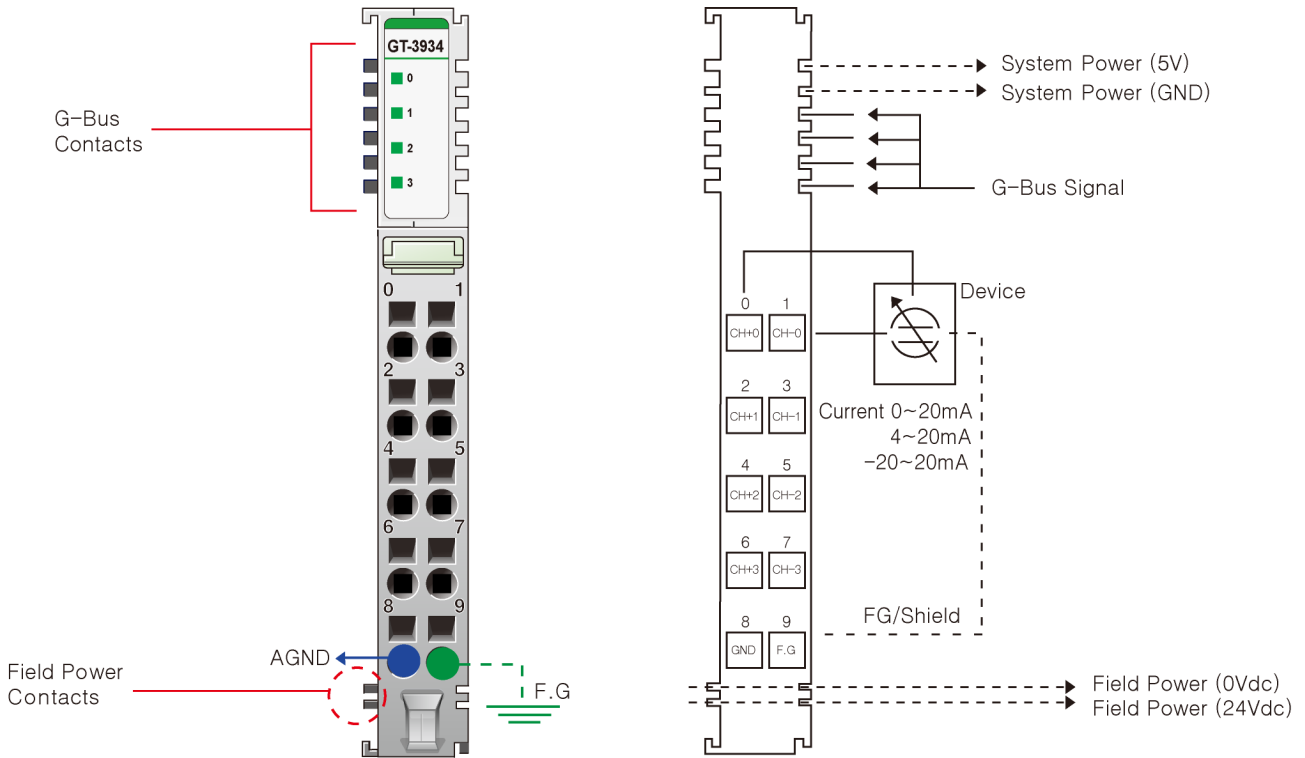 GT-3934
0
1
2
3
G-Bus
Contacts
0 1
2 3
4 5
6 7
8 9
AGND
F.G
Field Power
Contacts
System Power (5V)
System Power (GND)
G-Bus Signal
Device
0 1
CH+0 CH-0
2 3
CH+1 CH-1
Current 0~20mA
4~20mA
-20~20mA
4 5
CH+2 CH-2
6 7
CH+3 CH-3
FG/Shield
8 9
GND F.G
Field Power (0Vdc)
Field Power (24Vdc)